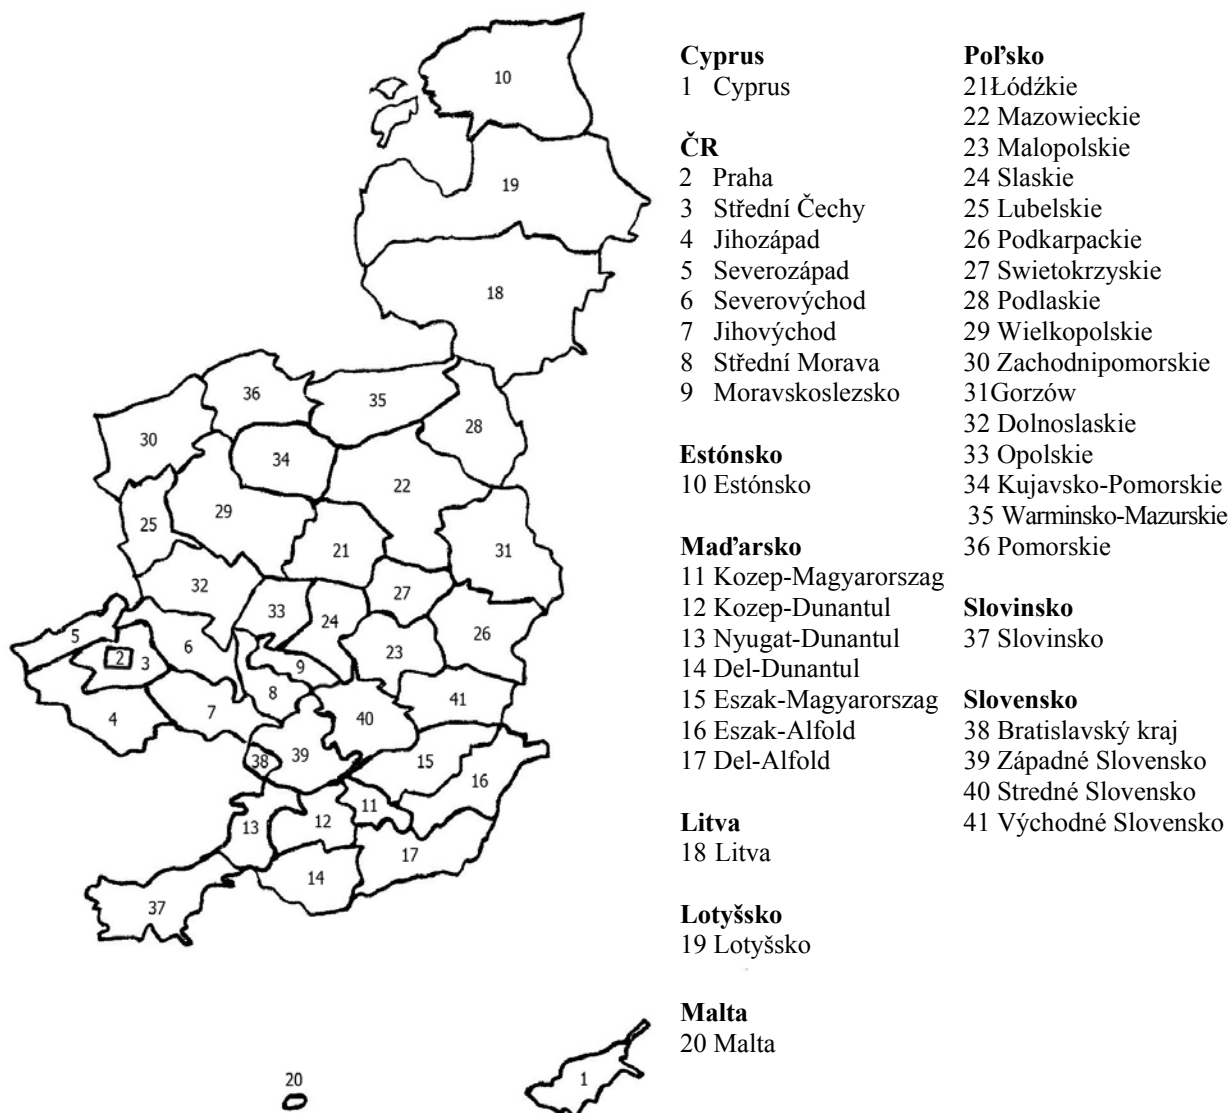 10
19
18
36
35
30
28
34
22
29
25
21
31
32
27
33
24
26
5
6
23
2
3
9
8
41
7
4
40
39
38
15
16
11
13
12
17
14
37
20
1
Cyprus
1 Cyprus
ČR
2 Praha
3 Střední Čechy
4 Jihozápad
5 Severozápad
6 Severovýchod
7 Jihovýchod
8 Střední Morava
9 Moravskoslezsko
Estónsko
10 Estónsko
Maďarsko
11 Kozep-Magyarorszag
12 Kozep-Dunantul
13 Nyugat-Dunantul
14 Del-Dunantul
15 Eszak-Magyarorszag
16 Eszak-Alfold
17 Del-Alfold
Litva
18 Litva
Lotyšsko
19 Lotyšsko
Malta
20 Malta
Poľsko
21Łódźkie
22 Mazowieckie
23 Malopolskie
24 Slaskie
25 Lubelskie
26 Podkarpackie
27 Swietokrzyskie
28 Podlaskie
29 Wielkopolskie
30 Zachodnipomorskie
31Gorzów
32 Dolnoslaskie
33 Opolskie
34 Kujavsko-Pomorskie
35 Warminsko-Mazurskie
36 Pomorskie
Slovinsko
37 Slovinsko
Slovensko
38 Bratislavský kraj
39 Západné Slovensko
40 Stredné Slovensko
41 Východné Slovensko